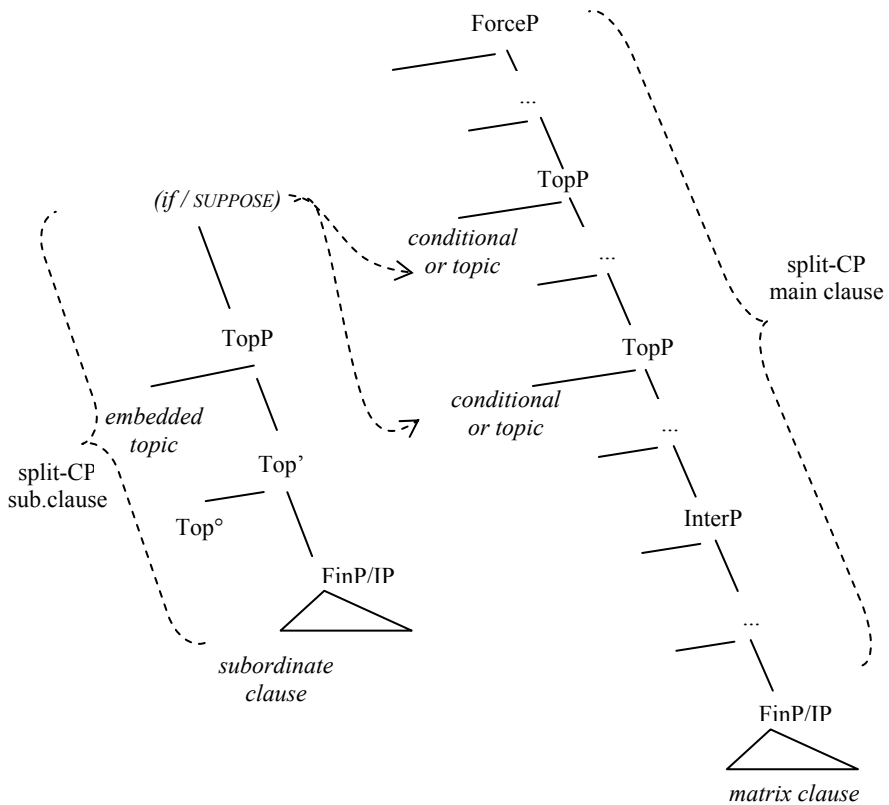 ForceP
...
TopP
(if / SUPPOSE)
conditional
or topic
...
split-CP
main clause
TopP
TopP
conditional
or topic
embedded
topic
...
Top’
split-CP
sub.clause
Top°
InterP
FinP/IP
...
subordinate
clause
FinP/IP
matrix clause